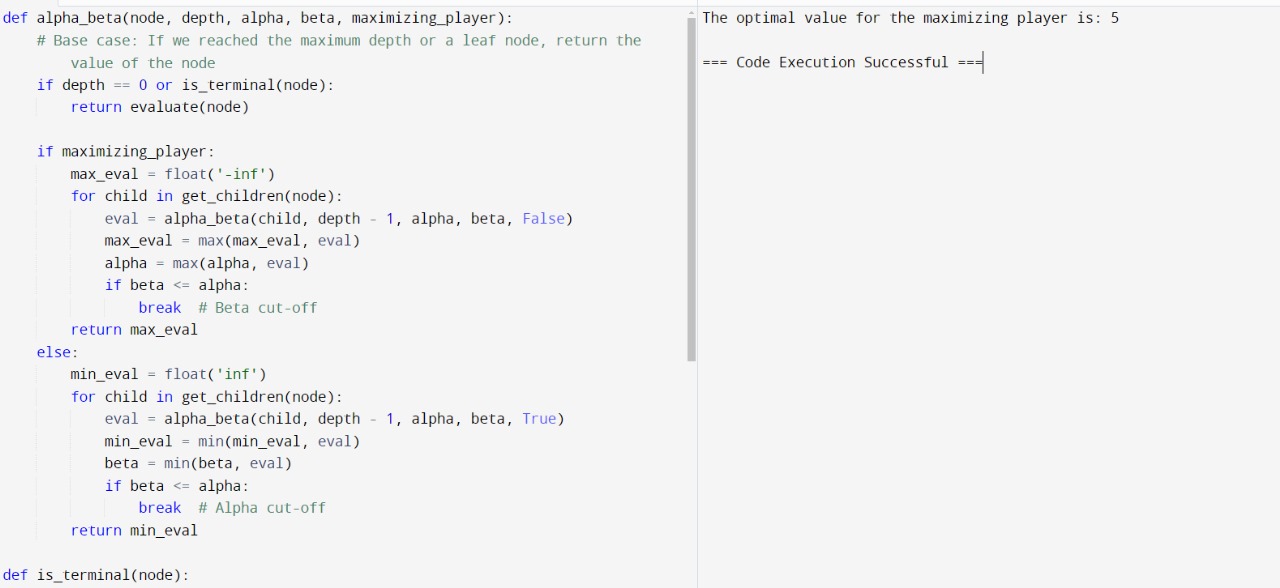 def alpha_beta(node, depth, alpha, beta, maximizing_player):
    # Base case: If we reached the maximum depth or a leaf node, return the
        value of the node
    if depth == 0 or is_terminal(node):
        return evaluate(node)

    if maximizing_player:
        max_eval = float('-inf')
        for child in get_children(node):
            eval = alpha_beta(child, depth - 1, alpha, beta, False)
            max_eval = max(max_eval, eval)
            alpha = max(alpha, eval)
            if beta <= alpha:
                break  # Beta cut-off
        return max_eval
    else:
        min_eval = float('inf')
        for child in get_children(node):
            eval = alpha_beta(child, depth - 1, alpha, beta, True)
            min_eval = min(min_eval, eval)
            beta = min(beta, eval)
            if beta <= alpha:
                break  # Alpha cut-off
        return min_eval

def is_terminal(node):
The optimal value for the maximizing player is: 5

=== Code Execution Successful ===